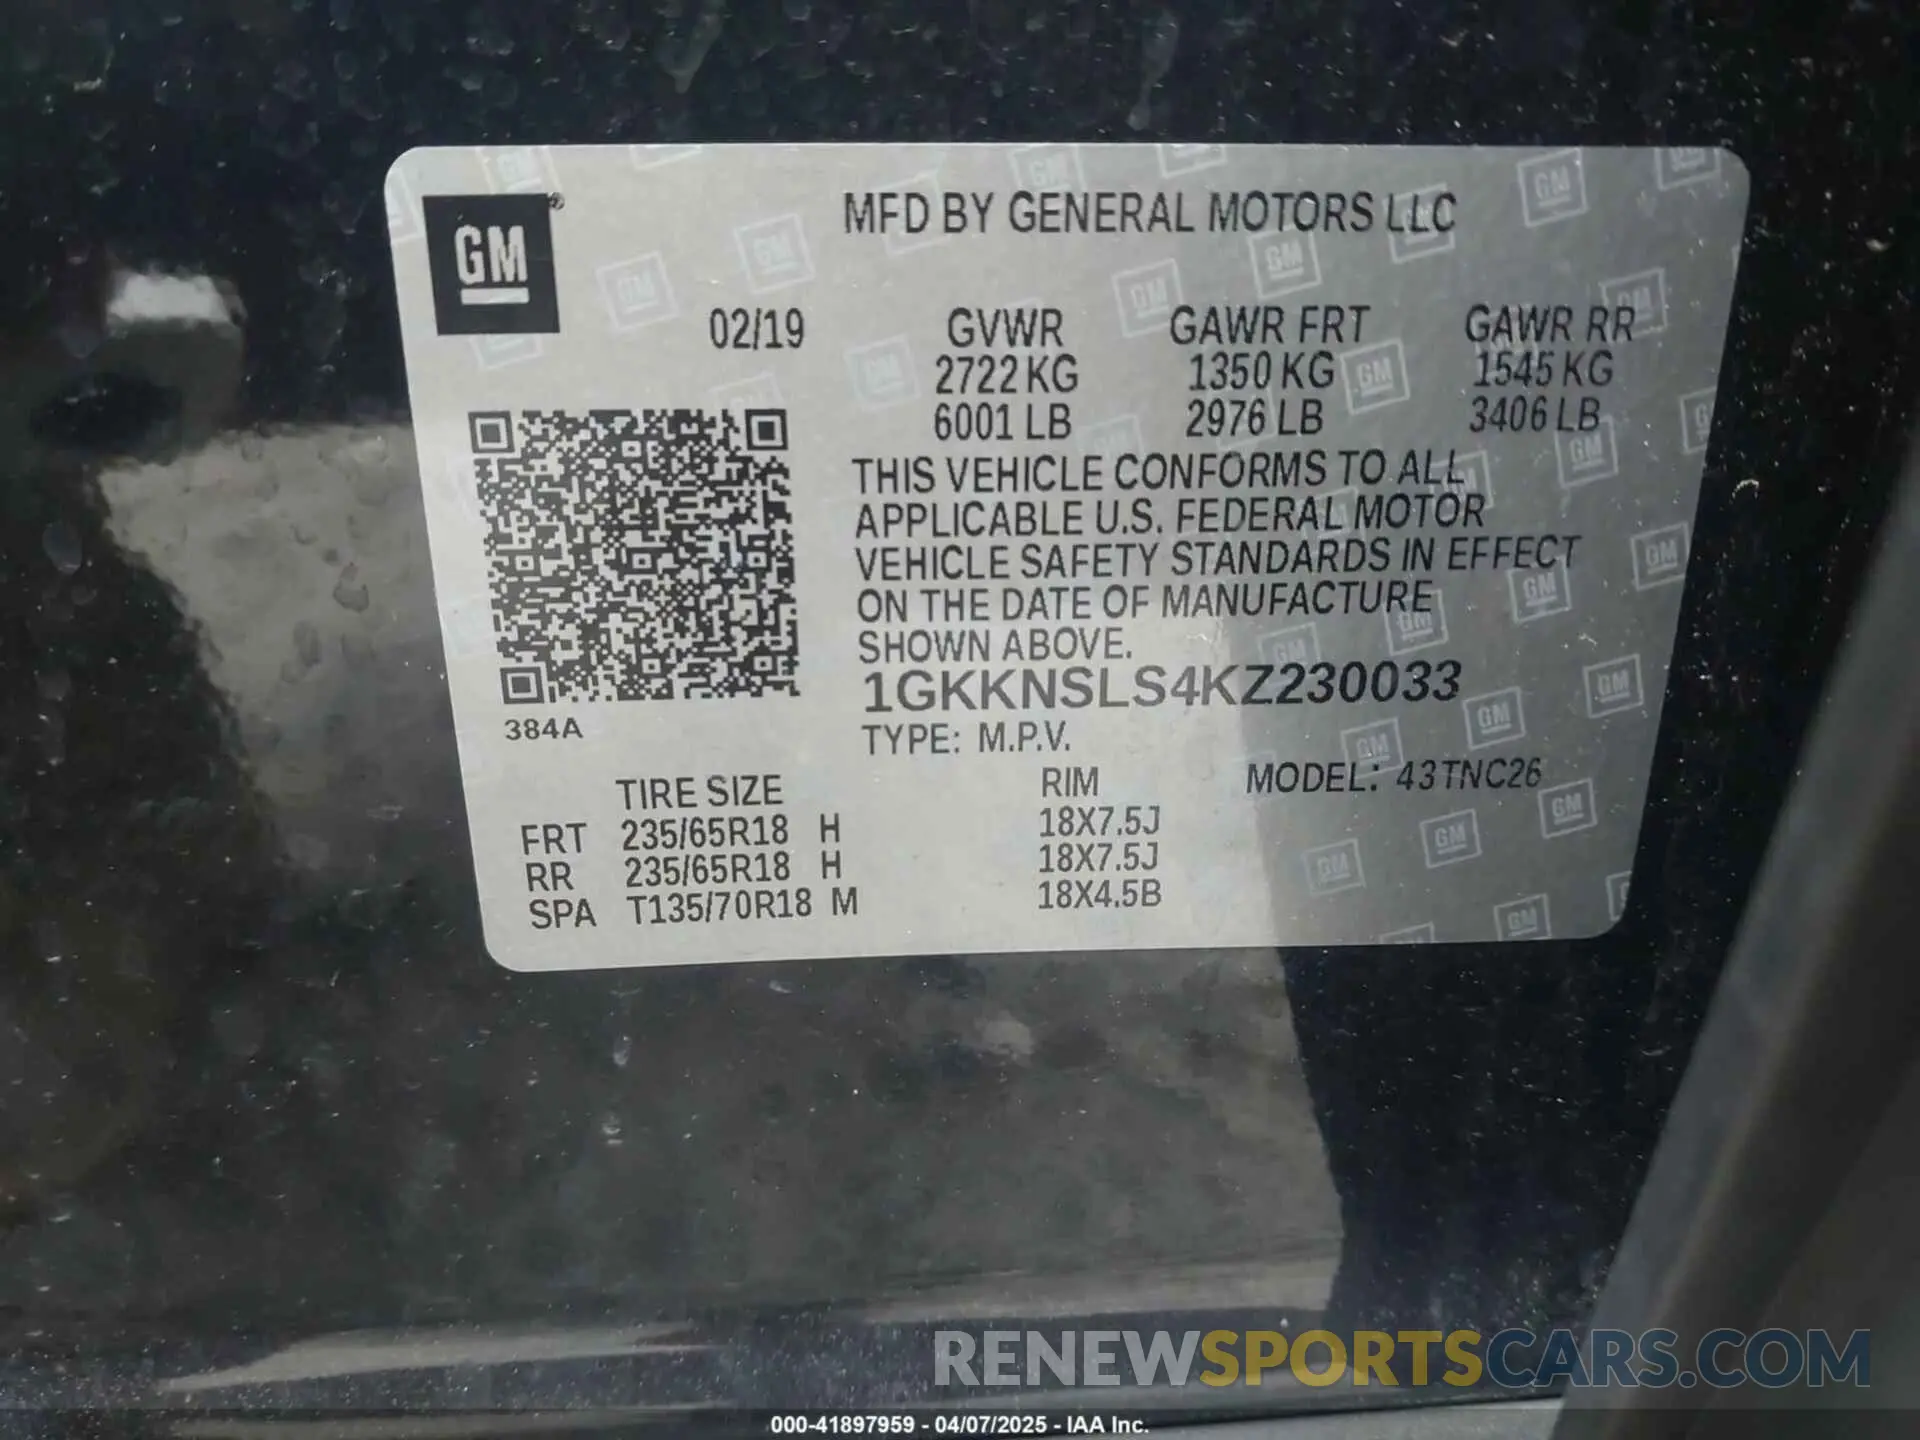 GM ®
MFD BY GENERAL MOTORS LLC
02/19 GVWR GAWR FRT GAWR RR
2722 KG 1350 KG 1545 KG
6001 LB 2976 LB 3406 LB
THIS VEHICLE CONFORMS TO ALL
APPLICABLE U.S. FEDERAL MOTOR
VEHICLE SAFETY STANDARDS IN EFFECT
ON THE DATE OF MANUFACTURE
SHOWN ABOVE.
1GKKNSLS4KZ230033
384A
TYPE: M.P.V.
TIRE SIZE RIM MODEL: 43TNC26
FRT 235/65R18 H 18X7.5J
RR 235/65R18 H 18X7.5J
SPA T135/70R18 M 18X4.5B
RENEWSPORTSCARS.COM
000-41897959 - 04/07/2025 - IAA Inc.